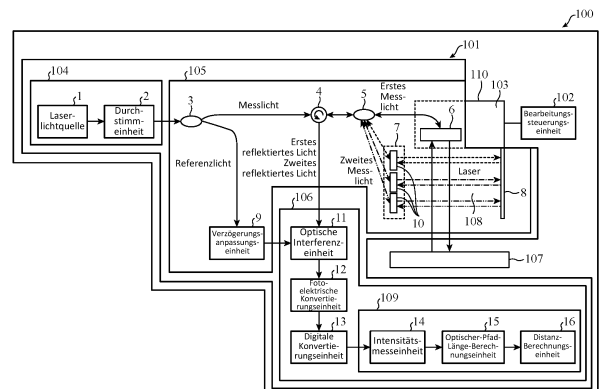 100
101
104
105
110
103
102
1
Laser-
lichtquelle
2
Durch-
stimm-
einheit
3
Messlicht
4
5
Erstes
Mess-
licht
6
Bearbeitungs-
steuerungs-
einheit
7
Referenzlicht
Erstes
reflektiertes Licht
Zweites
reflektiertes Licht
Zweites
Mess-
licht
Laser
8
10
108
106
9
Verzögerungs-
anpassungs-
einheit
11
Optische
Interferenz-
einheit
107
12
Foto-
elektrische
Konvertie-
rungseinheit
109
13
Digitale
Konvertie-
rungseinheit
14
Intensitäts-
messeinheit
15
Optischer-Pfad-
Länge-Berech-
nungseinheit
16
Distanz-
Berechnungs-
einheit